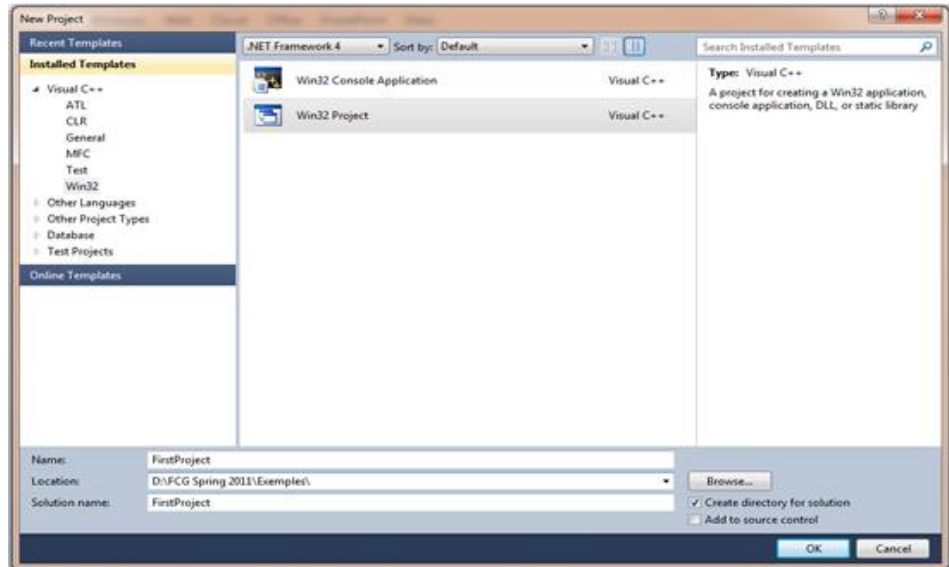 New Project
Recent Templates
.NET Framework 4 Sort by: Default
Search Installed Templates
Installed Templates
Visual C++
ATL
CLR
General
MFC
Test
Win32
Other Languages
Other Project Types
Database
Test Projects
Online Templates
Win32 Console Application Visual C++
Win32 Project Visual C++
Type: Visual C++
A project for creating a Win32 application,
console application, DLL, or static library
Name: FirstProject
Location: D:\FCG Spring 2011\Exemples\ Browse...
Solution name: FirstProject
Create directory for solution
Add to source control
OK Cancel